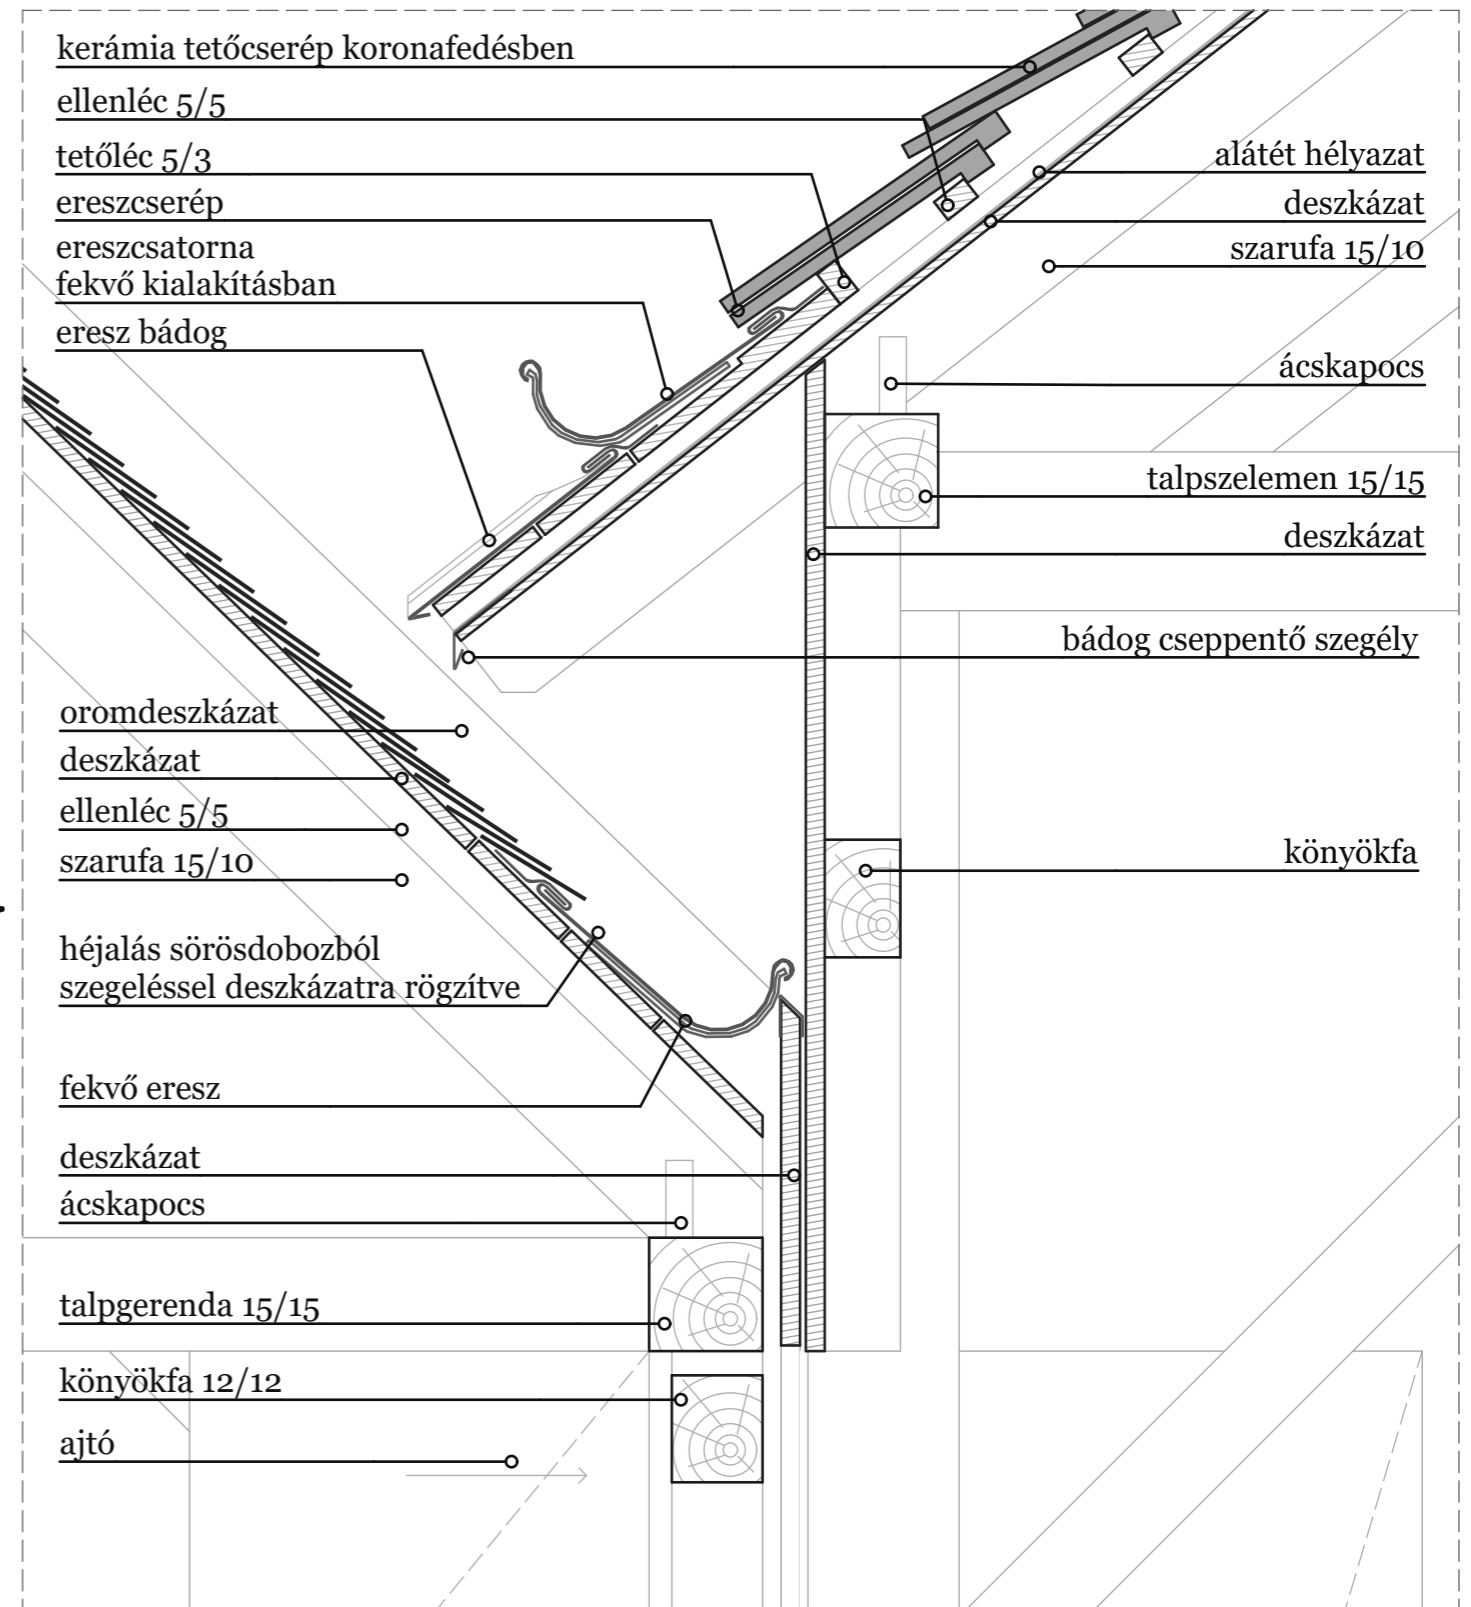 kerámia tetőcserép koronafedésben
ellenléc 5/5
tetőléc 5/3
ereszcserép
ereszcsatorna
fekvő kialakításban
eresz bádog
alátét hélyazat
deszkázat
szarufa 15/10
ácskapocs
talpszelemen 15/15
deszkázat
bádog cseppentő szegély
könyökfa
oromdeszkázat
deszkázat
ellenléc 5/5
szarufa 15/10
héjalás sörösdobozból
szegeléssel deszkázatra rögzítve
fekvő eresz
deszkázat
ácskapocs
talpgerenda 15/15
könyökfa 12/12
ajtó